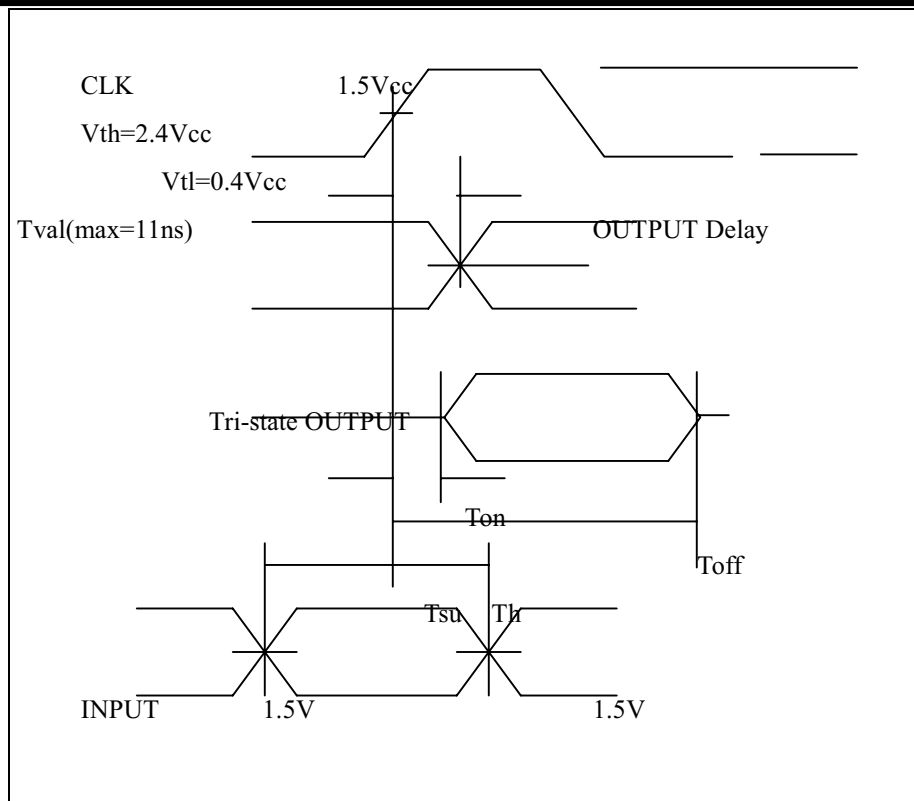 CLK 1.5Vcc
Vth=2.4Vcc
Vtl=0.4Vcc
Tval(max=11ns) OUTPUT Delay
Tri-state OUTPUT
Ton
Toff
Tsu Th
INPUT 1.5V 1.5V